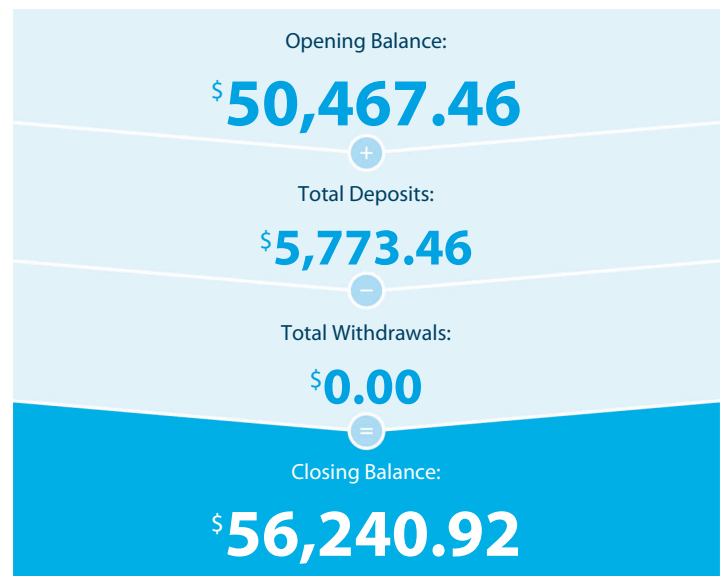 Opening Balance:
$50,467.46
+
Total Deposits:
$5,773.46
−
Total Withdrawals:
$0.00
=
Closing Balance:
$56,240.92